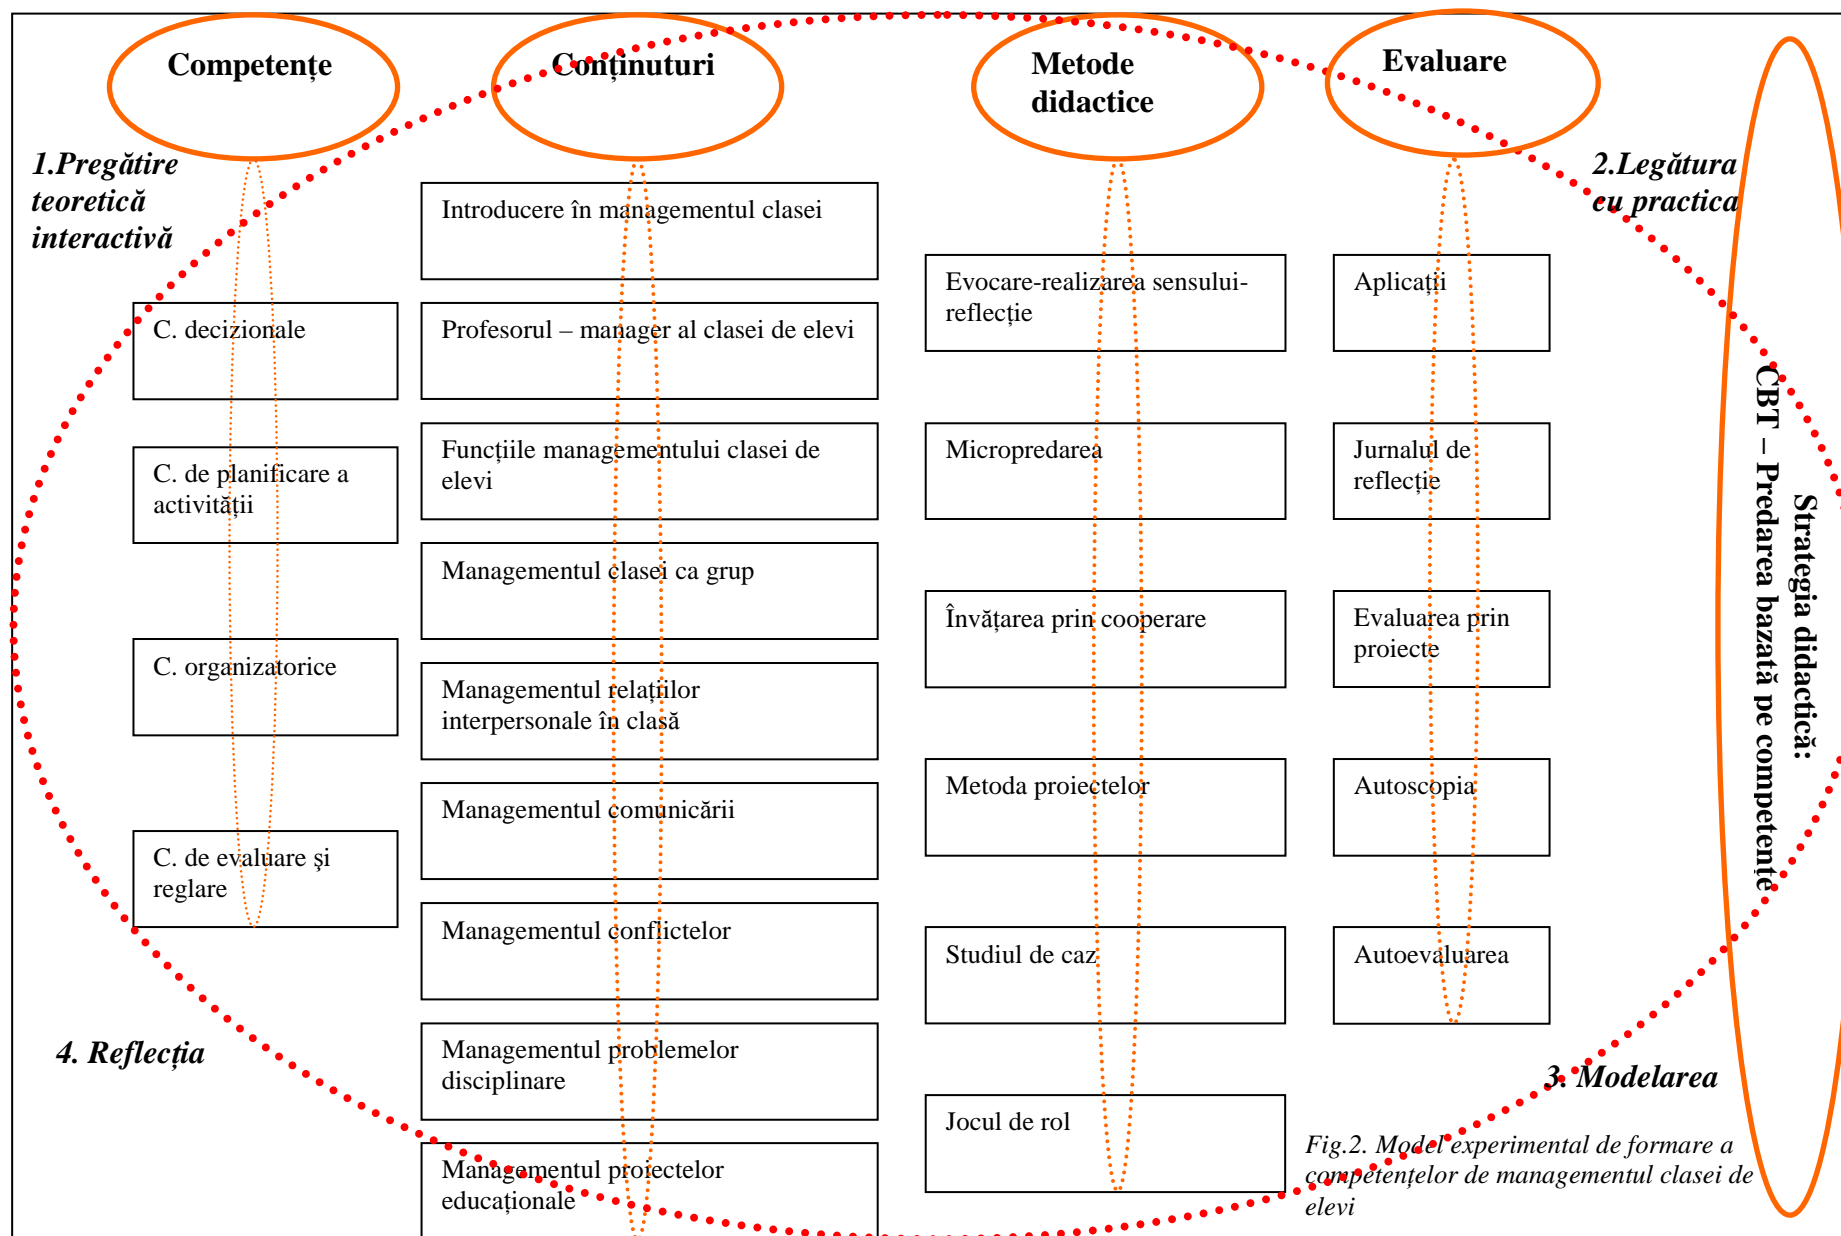 Competențe
Conținuturi
Metode
didactice
Evaluare
1.Pregătire
teoretică
interactivă
2.Legătura
cu practica
C. decizionale
C. de planificare a
activității
C. organizatorice
C. de evaluare şi
reglare
Introducere în managementul clasei
Profesorul – manager al clasei de elevi
Funcțiile managementului clasei de
elevi
Managementul clasei ca grup
Managementul relațiilor
interpersonale în clasă
Managementul comunicării
Managementul conflictelor
Managementul problemelor
disciplinare
Managementul proiectelor
educaționale
Evocare-realizarea sensului-
reflecție
Micropredarea
Învățarea prin cooperare
Metoda proiectelor
Studiul de caz
Jocul de rol
Aplicații
Jurnalul de
reflecție
Evaluarea prin
proiecte
Autoscopia
Autoevaluarea
Strategia didactică:
CBT – Predarea bazată pe competențe
4. Reflecția
3. Modelarea
Fig.2. Model experimental de formare a
competențelor de managementul clasei de
elevi